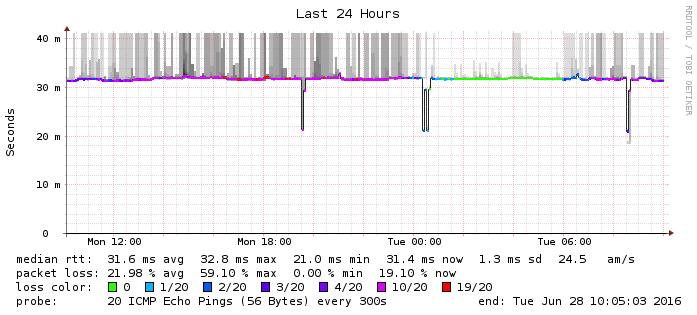 Last 24 Hours
RRDTOOL / TOBI OETIKER
Seconds
40 m
30 m
20 m
10 m
0
Mon 12:00 Mon 18:00 Tue 00:00 Tue 06:00
median rtt: 31.6 ms avg 32.8 ms max 21.0 ms min 31.4 ms now 1.3 ms sd 24.5 am/s
packet loss: 21.98 % avg 59.10 % max 0.00 % min 19.10 % now
loss color: 0 1/20 2/20 3/20 4/20 10/20 19/20
probe: 20 ICMP Echo Pings (56 Bytes) every 300s end: Tue Jun 28 10:05:03 2016